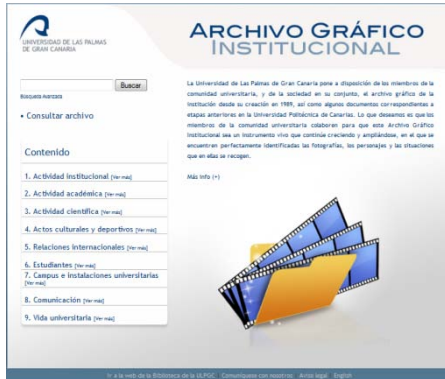 UNIVERSIDAD DE LAS PALMAS
DE GRAN CANARIA
ARCHIVO GRÁFICO
INSTITUCIONAL
Buscar
Búsqueda Avanzada
• Consultar archivo
Contenido
1. Actividad institucional [Ver más]
2. Actividad académica [Ver más]
3. Actividad científica [Ver más]
4. Actos culturales y deportivos [Ver más]
5. Relaciones internacionales [Ver más]
6. Estudiantes [Ver más]
7. Campus e instalaciones universitarias
[Ver más]
8. Comunicación [Ver más]
9. Vida universitaria [Ver más]
La Universidad de Las Palmas de Gran Canaria pone a disposición de los miembros de la
comunidad universitaria, y de la sociedad en su conjunto, el archivo gráfico de la
institución desde su creación en 1989, así como algunos documentos correspondientes a
etapas anteriores en la Universidad Politécnica de Canarias. Lo que deseamos es que los
miembros de la comunidad universitaria colaboren para que este Archivo Gráfico
Institucional sea un instrumento vivo que continúe creciendo y ampliándose, en el que se
encuentren perfectamente identificadas las fotografías, los personajes y las situaciones
que en ellas se recogen.
Más info (+)
Ir a la web de la Biblioteca de la ULPGC Comuníquese con nosotros Aviso legal English